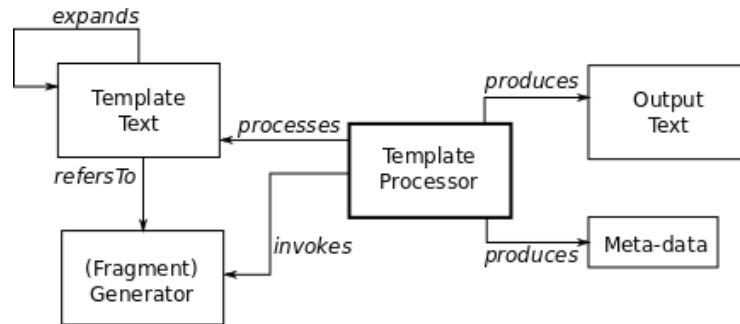 expands
Template
Text
processes
produces
Output
Text
Template
Processor
refersTo
(Fragment)
Generator
invokes
produces
Meta-data